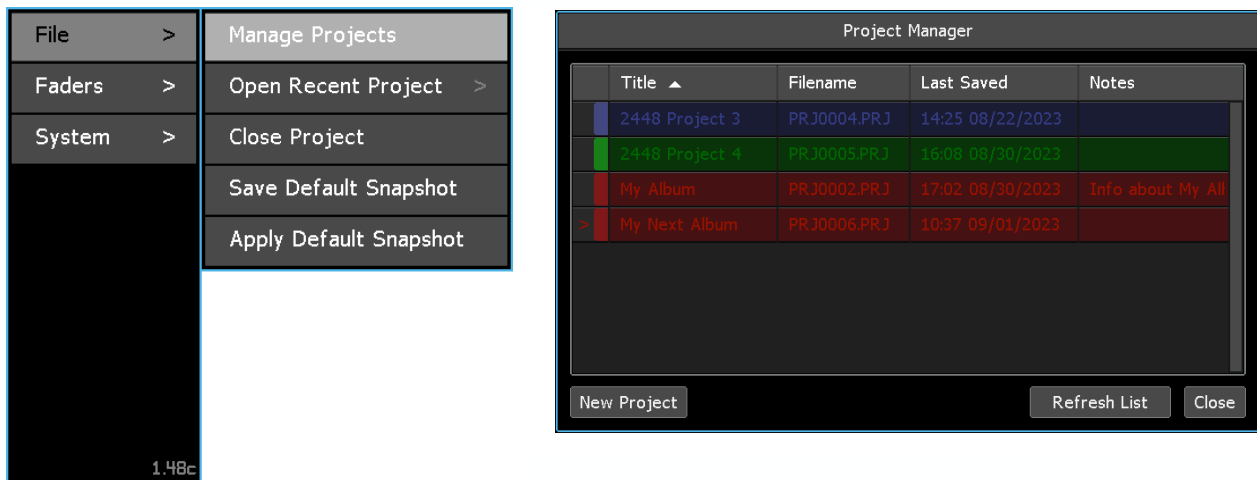 File >
Faders >
System >
1.48c
Manage Projects
Open Recent Project >
Close Project
Save Default Snapshot
Apply Default Snapshot
Project Manager
Title ▲ Filename Last Saved Notes
2448 Project 3 PRJ0004.PRJ 14:25 08/22/2023
2448 Project 4 PRJ0005.PRJ 16:08 08/30/2023
My Album PRJ0002.PRJ 17:02 08/30/2023 Info about My All
> My Next Album PRJ0006.PRJ 10:37 09/01/2023
New Project Refresh List Close